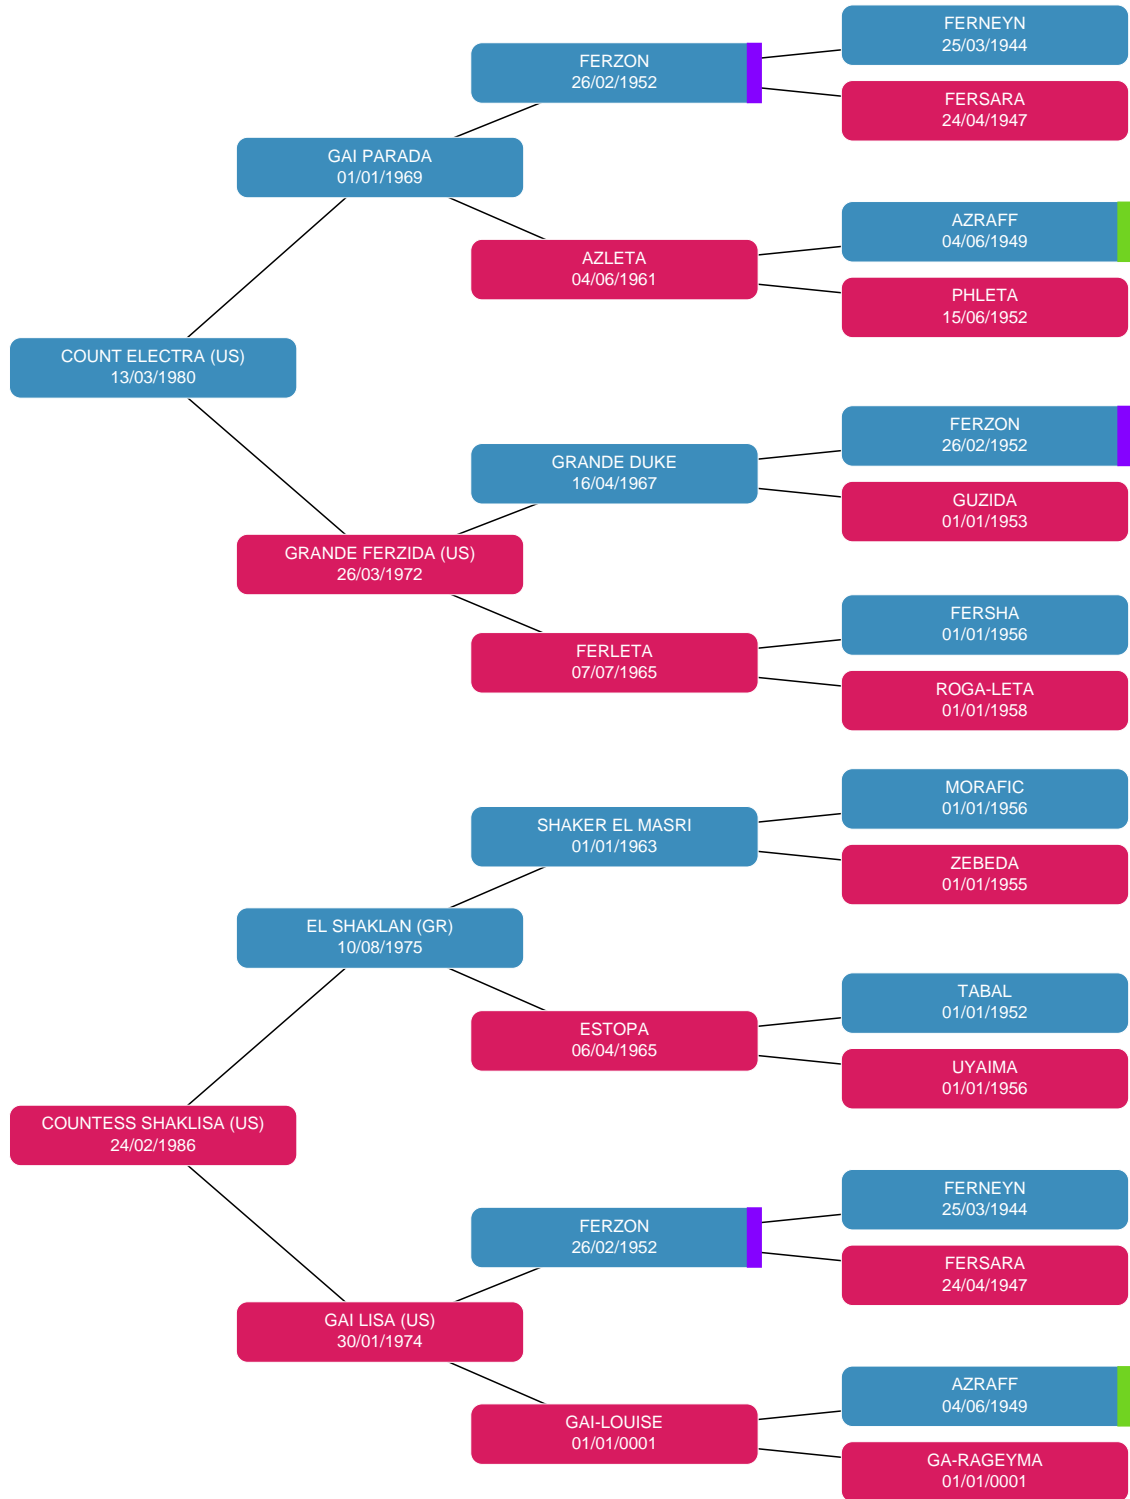 FERNEYN
25/03/1944
FERZON
26/02/1952
FERSARA
24/04/1947
GAI PARADA
01/01/1969
AZRAFF
04/06/1949
AZLETA
04/06/1961
PHLETA
15/06/1952
COUNT ELECTRA (US)
13/03/1980
FERZON
26/02/1952
GRANDE DUKE
16/04/1967
GUZIDA
01/01/1953
GRANDE FERZIDA (US)
26/03/1972
FERSHA
01/01/1956
FERLETA
07/07/1965
ROGA-LETA
01/01/1958
MORAFIC
01/01/1956
SHAKER EL MASRI
01/01/1963
ZEBEDA
01/01/1955
EL SHAKLAN (GR)
10/08/1975
TABAL
01/01/1952
ESTOPA
06/04/1965
UYAIMA
01/01/1956
COUNTESS SHAKLISA (US)
24/02/1986
FERNEYN
25/03/1944
FERZON
26/02/1952
FERSARA
24/04/1947
GAI LISA (US)
30/01/1974
AZRAFF
04/06/1949
GAI-LOUISE
01/01/0001
GA-RAGEYMA
01/01/0001